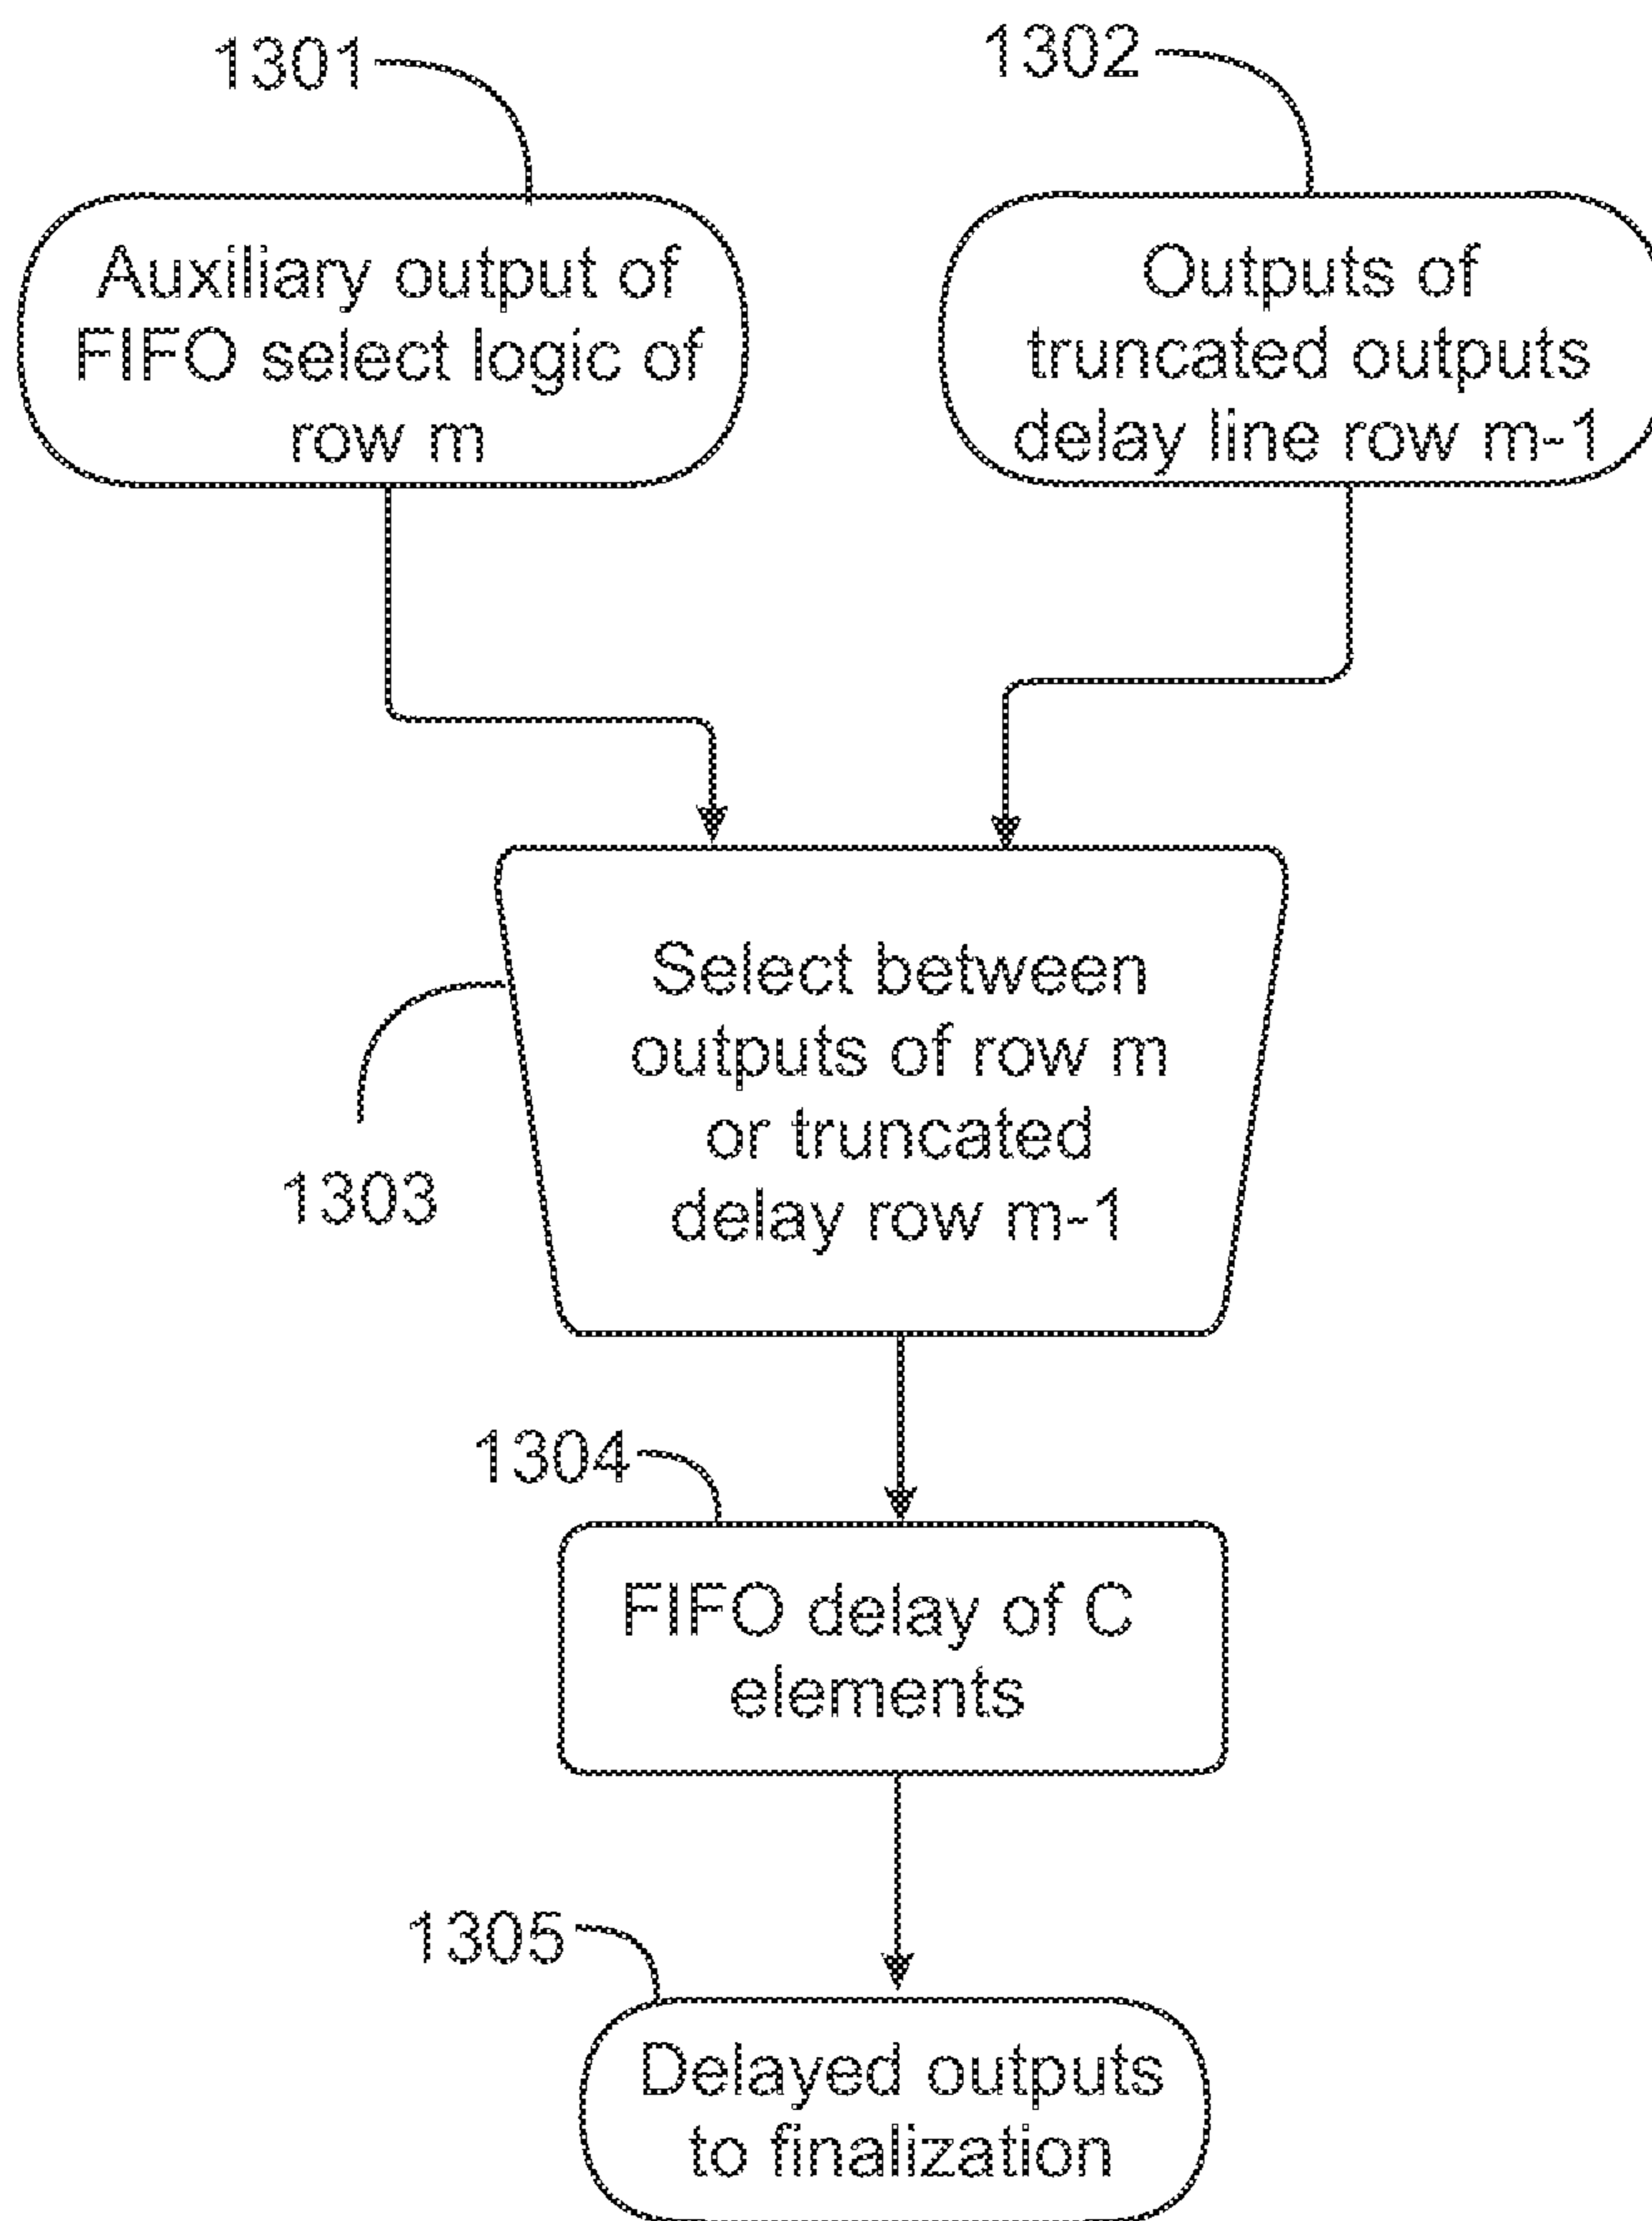 1301
1302
Auxiliary output of
FIFO select logic of
row m
Outputs of
truncated outputs
delay line row m-1
Select between
outputs of row m
or truncated
delay row m-1
1303
1304
FIFO delay of C
elements
1305
Delayed outputs
to finalization